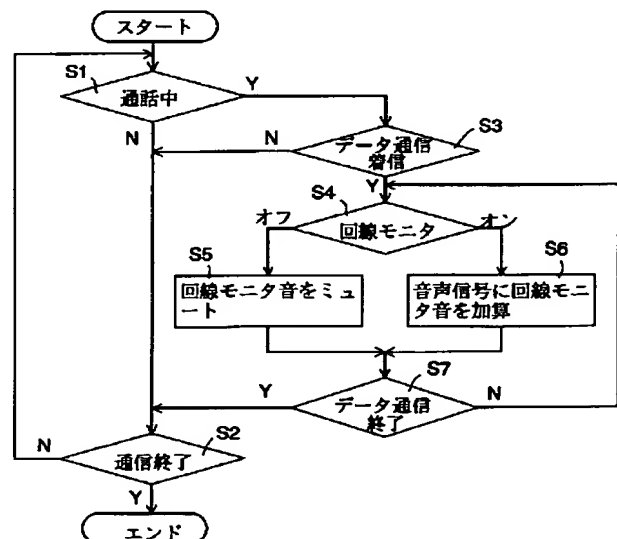 スタート
S1
通話中
Y
N
S3
データ通信
着信
N
Y
S4
回線モニタ
オフ
オン
S5
回線モニタ音をミュ
ート
S6
音声信号に回線モニ
タ音を加算
S7
データ通信
終了
Y
N
S2
通信終了
N
Y
エンド